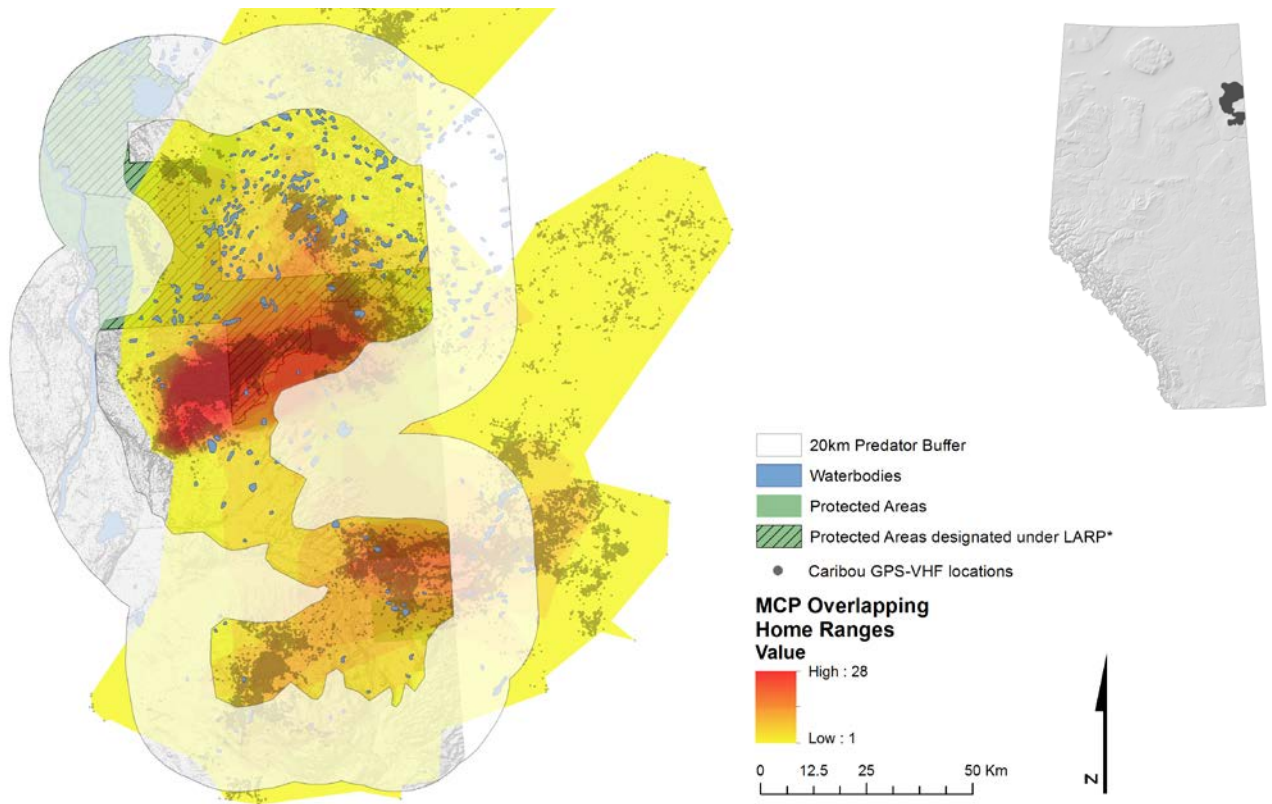 20km Predator Buffer
Waterbodies
Protected Areas
Protected Areas designated under LARP*
Caribou GPS-VHF locations
MCP Overlapping
Home Ranges
Value
High : 28
Low : 1
0 12.5 25 50 Km
N